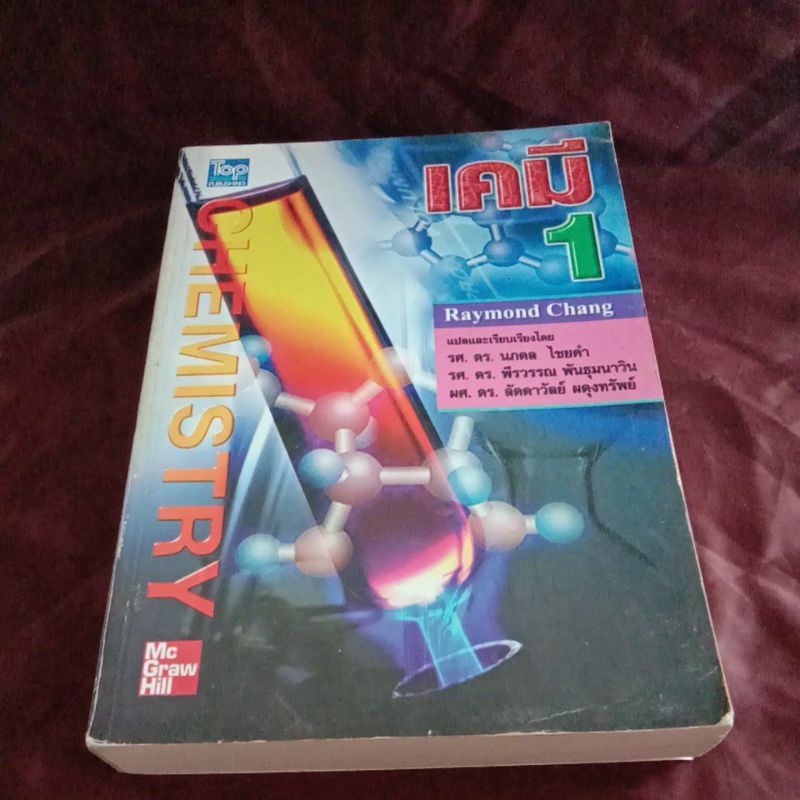 Top
PUBLISHING
เคมี
1
CHEMISTRY
Raymond Chang
แปลและเรียบเรียงโดย
รศ. ดร. นภดล ไชยคำ
รศ. ดร. พีรวรรณ พันธุมนาวิน
ผศ. ดร. ลัดดาวัลย์ ผดุงทรัพย์
Mc
Graw
Hill